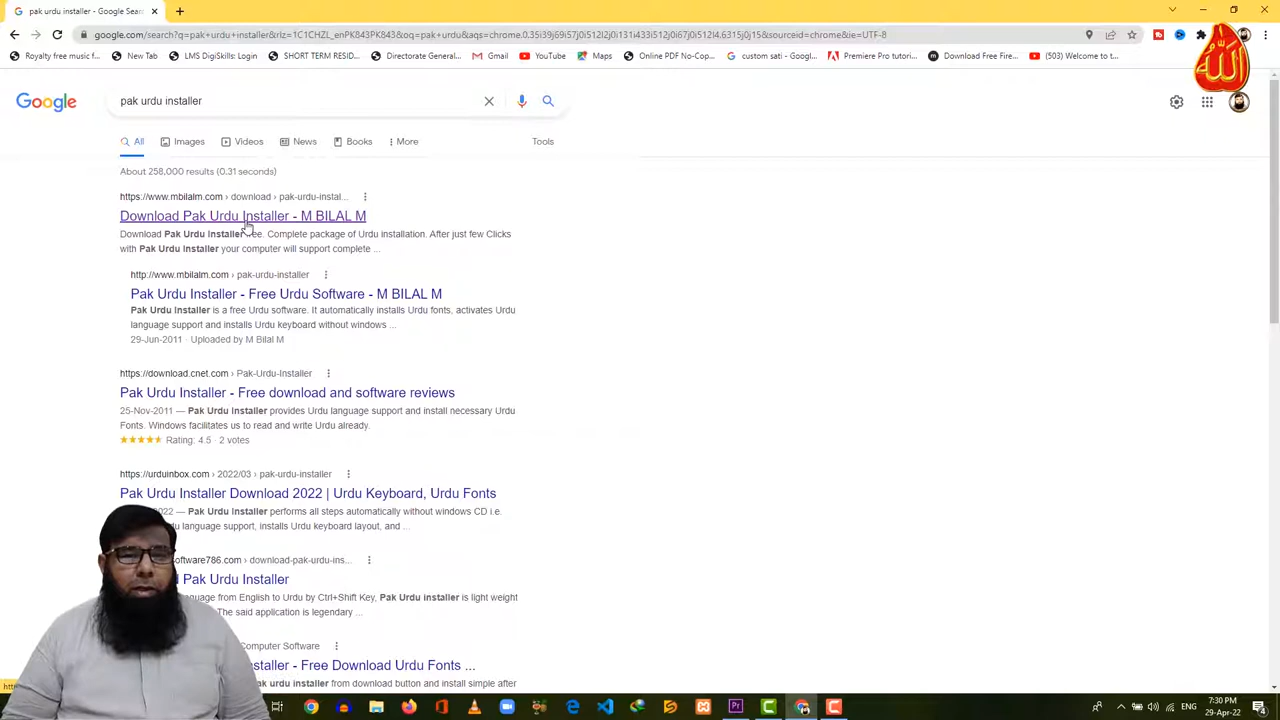 pak urdu installer - Google Sear
google.com/search?q=pak+urdu+installer&rlz=1C1CHZL_enPK843PK843&oq=pak+urdu&aqs=chrome.0.35i39j69i57j0i512l2j0i131i433i512j0i67j0i512l4.6315j0j15&sourceid=chrome&ie=UTF-8
Royalty free music f...
New Tab
LMS DigiSkills - Login
SHORT TERM RESID...
Directorate General...
Gmail
YouTube
Maps
Online PDF No-Cop...
custom sati - Googl...
Premiere Pro tutori...
Download Free Fire...
(503) Welcome to t...
الله
Google
pak urdu installer
All Images Videos News Books More Tools
About 258,000 results (0.31 seconds)
https://www.mbilalm.com › download › pak-urdu-instal...
Download Pak Urdu Installer - M BILAL M
Download Pak Urdu Installer free. Complete package of Urdu installation. After just few Clicks
with Pak Urdu Installer your computer will support complete ...
http://www.mbilalm.com › pak-urdu-installer
Pak Urdu Installer - Free Urdu Software - M BILAL M
Pak Urdu Installer is a free Urdu software. It automatically installs Urdu fonts, activates Urdu
language support and installs Urdu keyboard without windows ...
29-Jun-2011 · Uploaded by M Bilal M
https://download.cnet.com › Pak-Urdu-Installer
Pak Urdu Installer - Free download and software reviews
25-Nov-2011 — Pak Urdu Installer provides Urdu language support and install necessary Urdu
Fonts. Windows facilitates us to read and write Urdu already.
Rating: 4.5 · 2 votes
https://urduinbox.com › 2022/03 › pak-urdu-installer
Pak Urdu Installer Download 2022 | Urdu Keyboard, Urdu Fonts
2022 — Pak Urdu Installer performs all steps automatically without windows CD i.e.
language support, installs Urdu keyboard layout, and ...
software786.com › download-pak-urdu-ins...
Pak Urdu Installer
language from English to Urdu by Ctrl+Shift Key, Pak Urdu installer is light weight
The said application is legendary ...
Computer Software
Installer - Free Download Urdu Fonts ...
urdu installer from download button and install simple after
7:30 PM
29-Apr-22